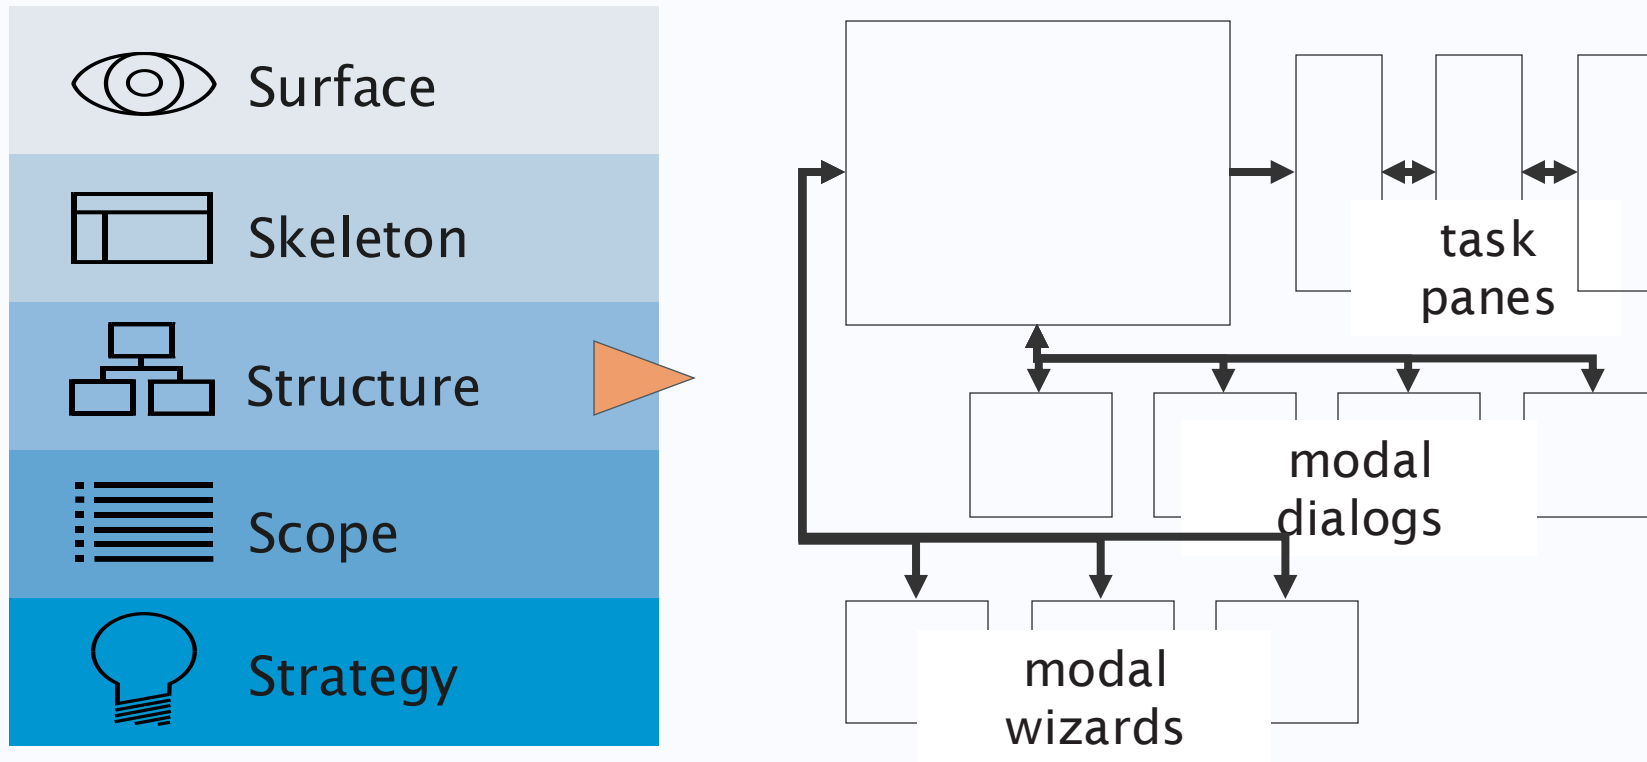 Surface
Skeleton
Structure
Scope
Strategy
task
panes
modal
dialogs
modal
wizards